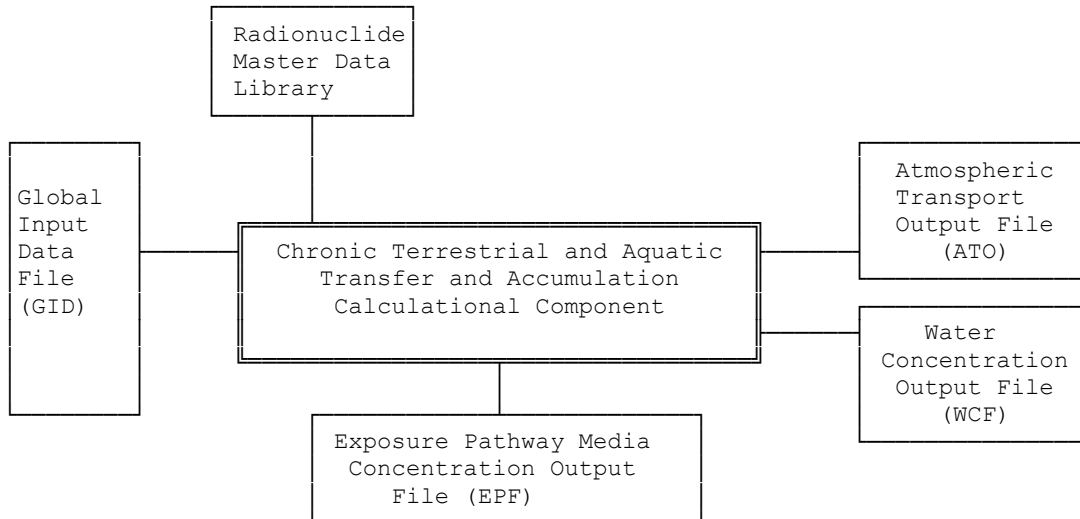 Radionuclide
Master Data
Library
Global
Input
Data
File
(GID)
Chronic Terrestrial and Aquatic
Transfer and Accumulation
Calculational Component
Atmospheric
Transport
Output File
(ATO)
Water
Concentration
Output File
(WCF)
Exposure Pathway Media
Concentration Output
File (EPF)